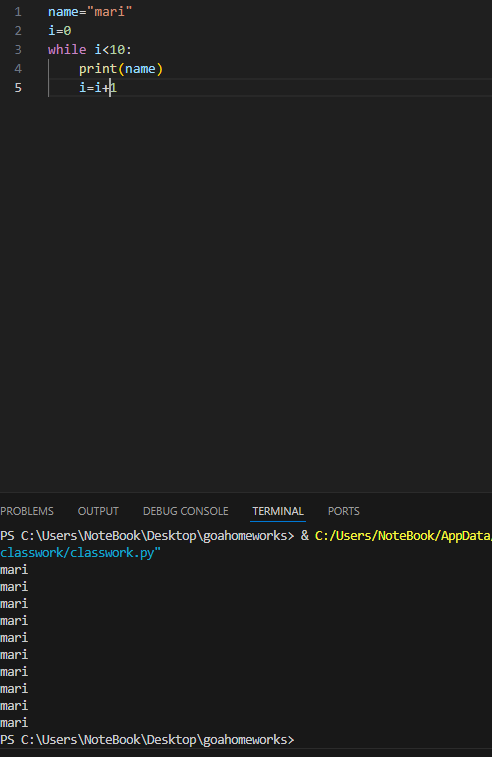 1 name="mari"
2 i=0
3 while i<10:
4     print(name)
5     i=i+1
PROBLEMS OUTPUT DEBUG CONSOLE TERMINAL PORTS
PS C:\Users\NoteBook\Desktop\goahomeworks> & C:/Users/NoteBook/AppData/
classwork/classwork.py"
mari
mari
mari
mari
mari
mari
mari
mari
mari
mari
PS C:\Users\NoteBook\Desktop\goahomeworks>